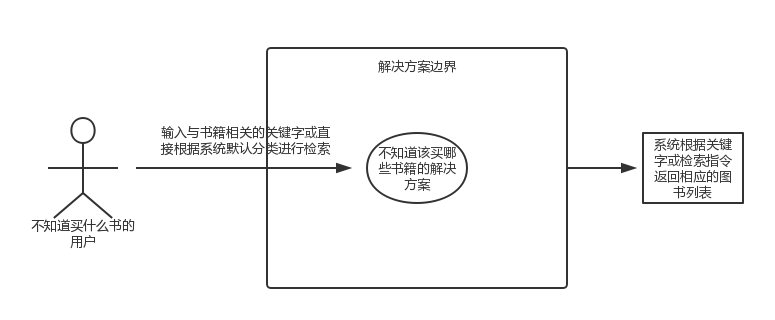 解决方案边界
输入与书籍相关的关键字或直
接根据系统默认分类进行检索
不知道该买哪
些书籍的解决
方案
系统根据关键
字或检索指令
返回相应的图
书列表
不知道买什么书的
用户